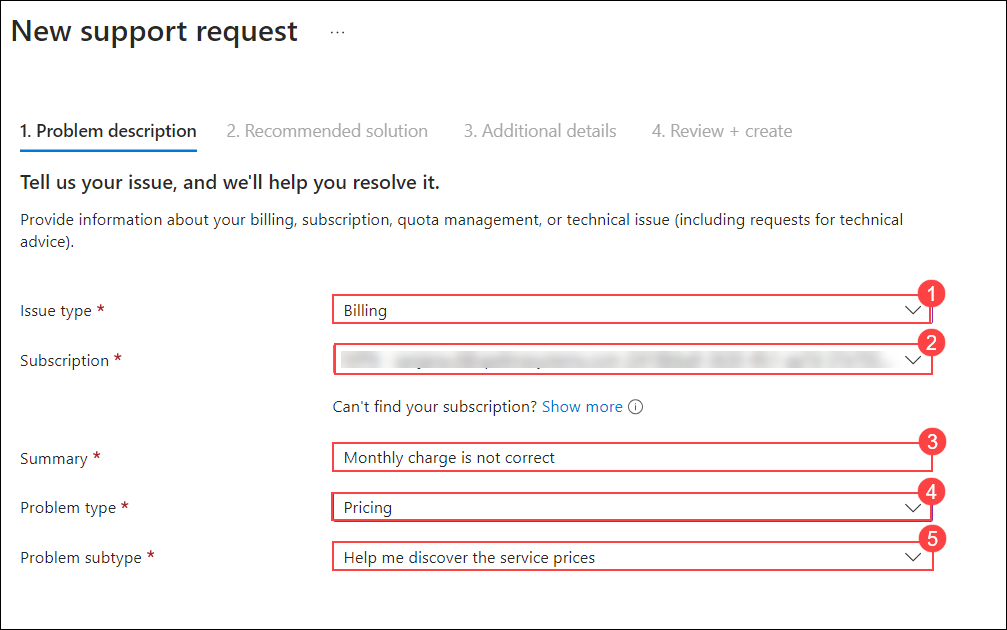 New support request ...
1. Problem description 2. Recommended solution 3. Additional details 4. Review + create
Tell us your issue, and we'll help you resolve it.
Provide information about your billing, subscription, quota management, or technical issue (including requests for technical
advice).
1
Issue type * Billing
2
Subscription *
Can't find your subscription? Show more
3
Summary * Monthly charge is not correct
4
Problem type * Pricing
5
Problem subtype * Help me discover the service prices